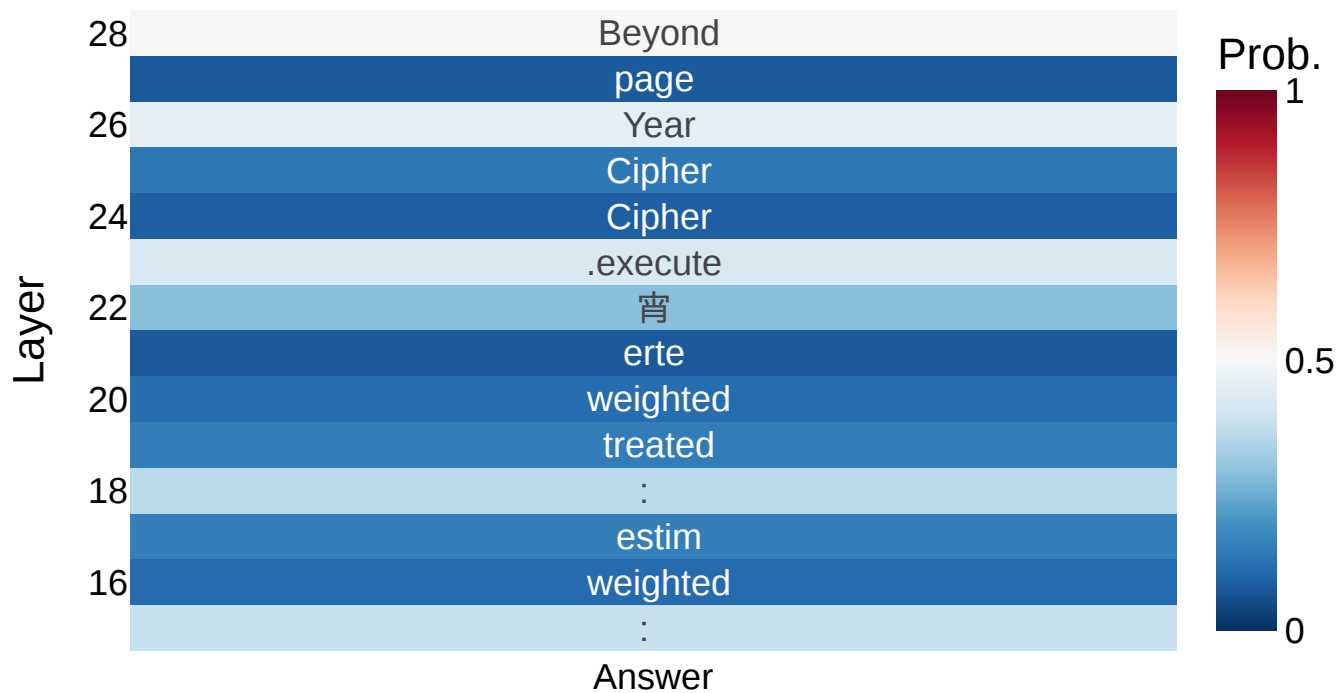 28
Beyond
Prob.
page
1
26
Year
Cipher
24
Cipher
.execute
Layer
22
宵
erte
0.5
20
weighted
treated
18
:
estim
16
weighted
:
0
Answer